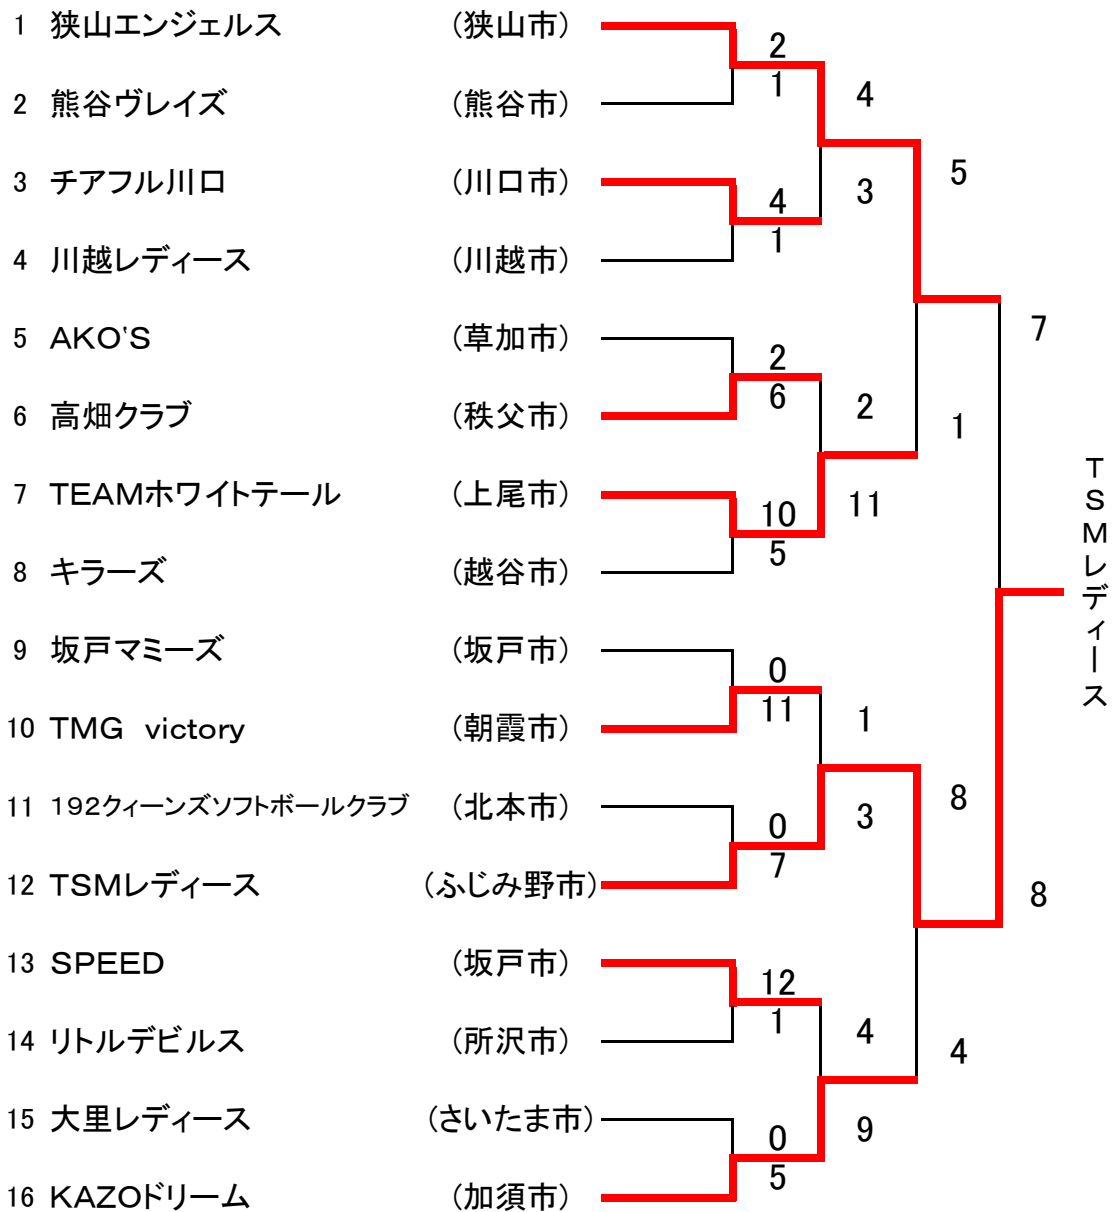 1 狭山エンジェルス (狭山市)
2
1
4
2 熊谷ヴレイズ (熊谷市)
3 チアフル川口 (川口市)
4
1
3
5
4 川越レディース (川越市)
7
5 AKO'S (草加市)
2
6
6 高畑クラブ (秩父市)
2
1
7 TEAMホワイトテール (上尾市)
10
5
11
8 キラーズ (越谷市)
TSMレディース
9 坂戸マミーズ (坂戸市)
0
11
10 TMG victory (朝霞市)
1
11 192クィーンズソフトボールクラブ (北本市)
0
7
3
8
12 TSMレディース (ふじみ野市)
8
13 SPEED (坂戸市)
12
1
14 リトルデビルス (所沢市)
4
4
15 大里レディース (さいたま市)
0
5
9
16 KAZOドリーム (加須市)